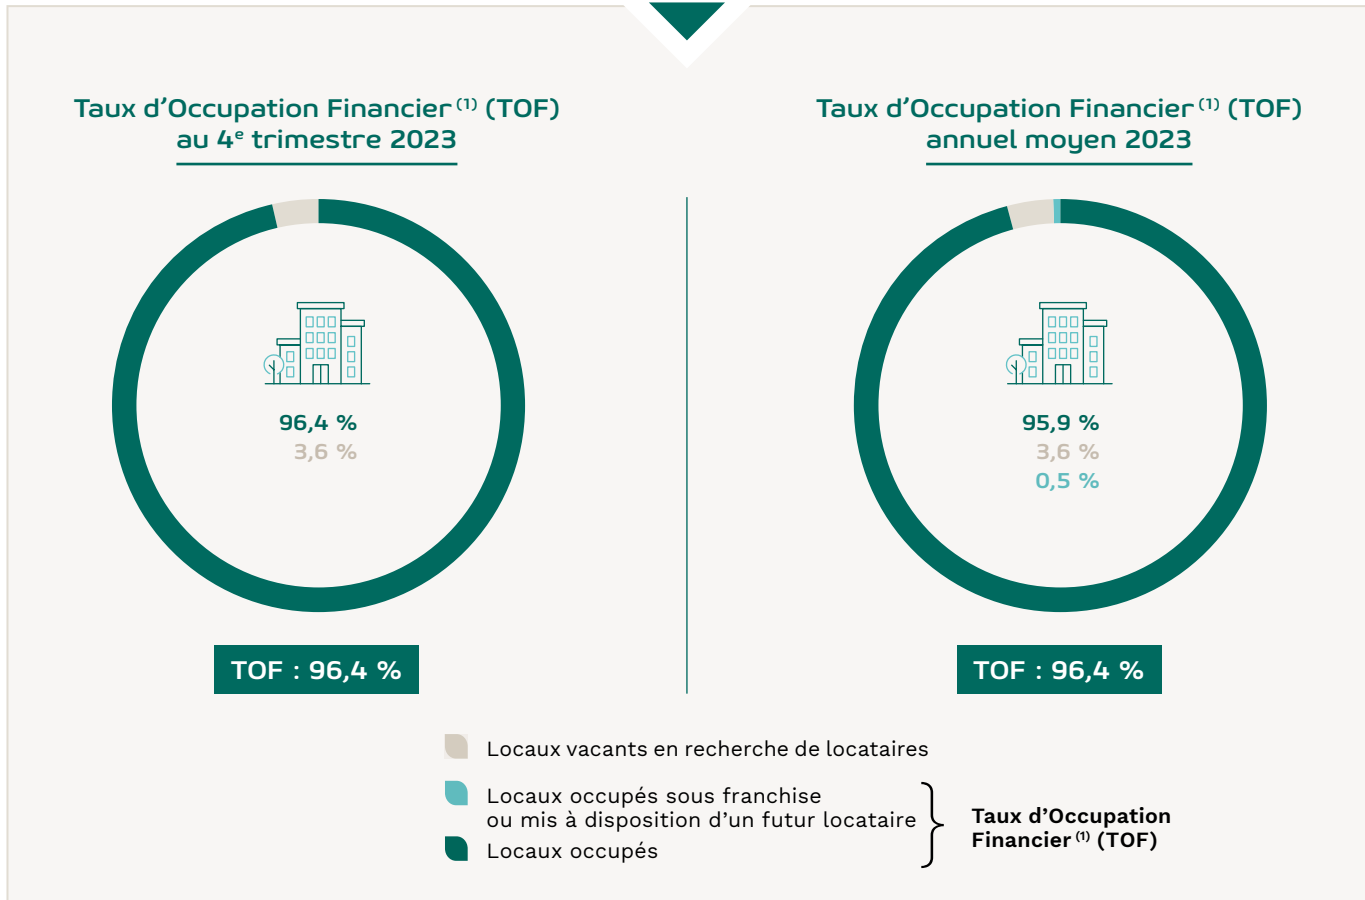 Taux d’Occupation Financier (1) (TOF)
au 4e trimestre 2023
96,4 %
3,6 %
TOF : 96,4 %
Taux d’Occupation Financier (1) (TOF)
annuel moyen 2023
95,9 %
3,6 %
0,5 %
TOF : 96,4 %
Locaux vacants en recherche de locataires
Locaux occupés sous franchise
ou mis à disposition d’un futur locataire
Locaux occupés
Taux d’Occupation
Financier (1) (TOF)